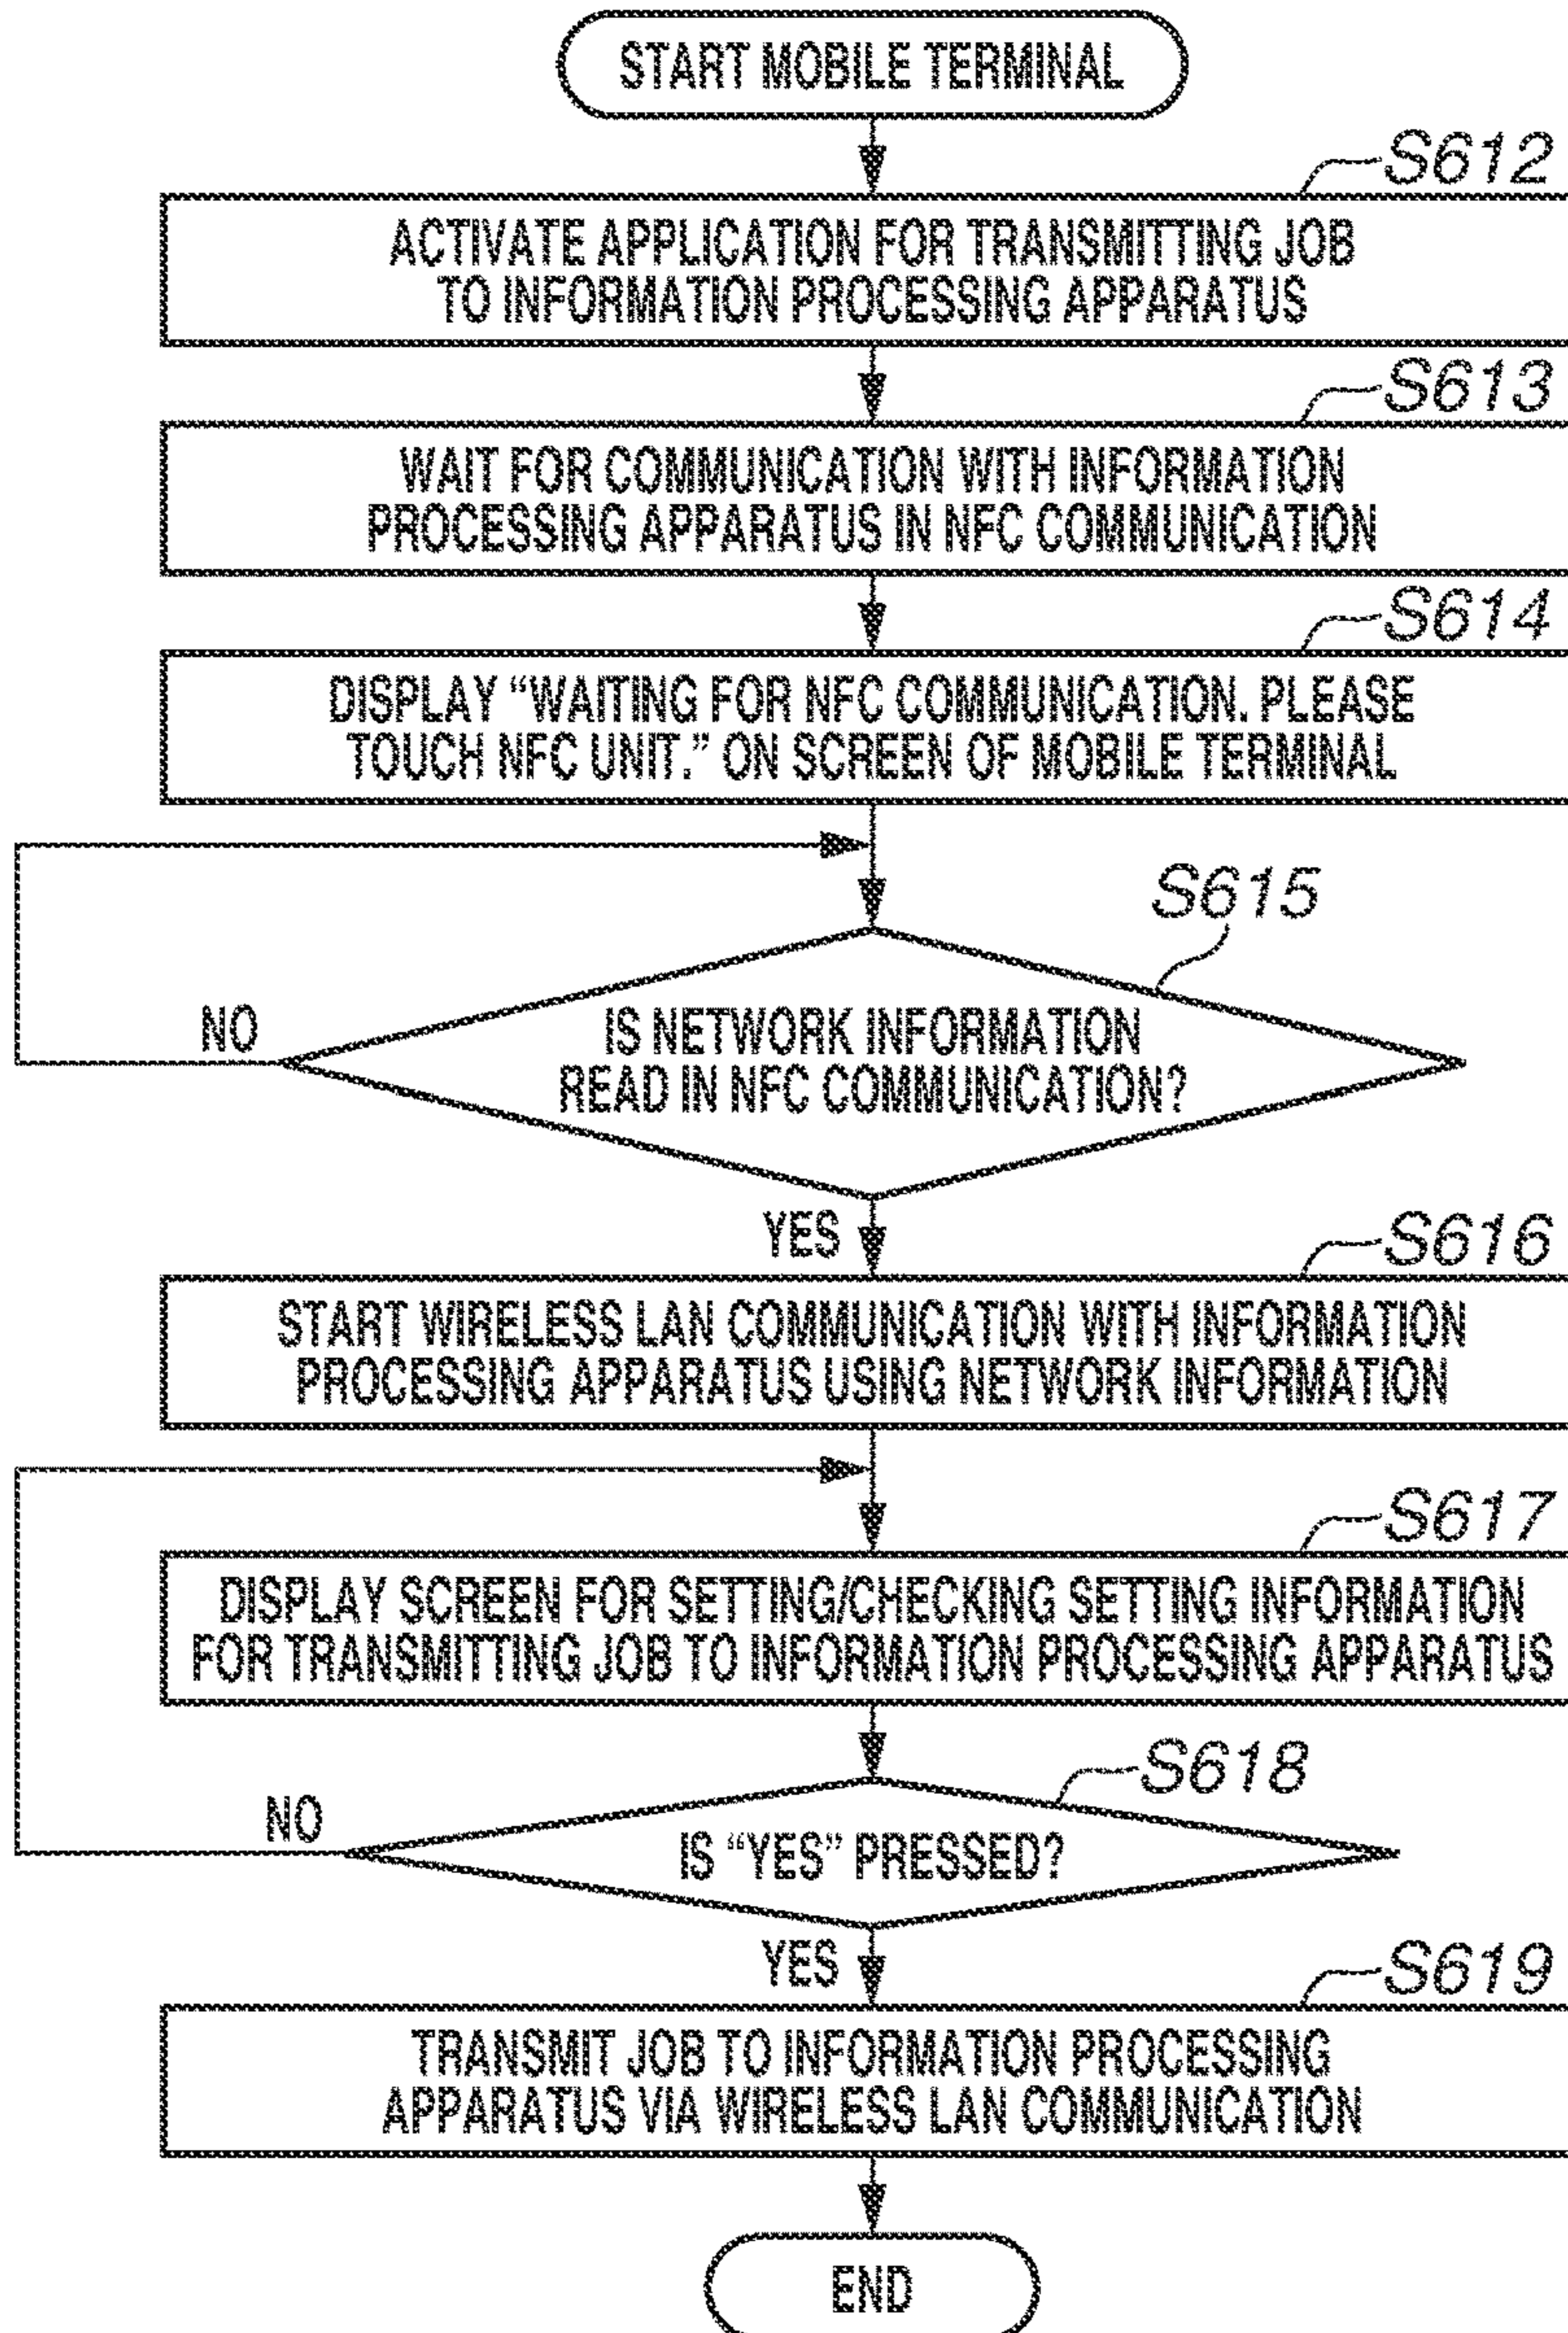 START MOBILE TERMINAL
S612
ACTIVATE APPLICATION FOR TRANSMITTING JOB
TO INFORMATION PROCESSING APPARATUS
S613
WAIT FOR COMMUNICATION WITH INFORMATION
PROCESSING APPARATUS IN NFC COMMUNICATION
S614
DISPLAY “WAITING FOR NFC COMMUNICATION. PLEASE
TOUCH NFC UNIT.” ON SCREEN OF MOBILE TERMINAL
S615
NO
IS NETWORK INFORMATION
READ IN NFC COMMUNICATION?
YES
S616
START WIRELESS LAN COMMUNICATION WITH INFORMATION
PROCESSING APPARATUS USING NETWORK INFORMATION
S617
DISPLAY SCREEN FOR SETTING/CHECKING SETTING INFORMATION
FOR TRANSMITTING JOB TO INFORMATION PROCESSING APPARATUS
S618
NO
IS “YES” PRESSED?
YES
S619
TRANSMIT JOB TO INFORMATION PROCESSING
APPARATUS VIA WIRELESS LAN COMMUNICATION
END